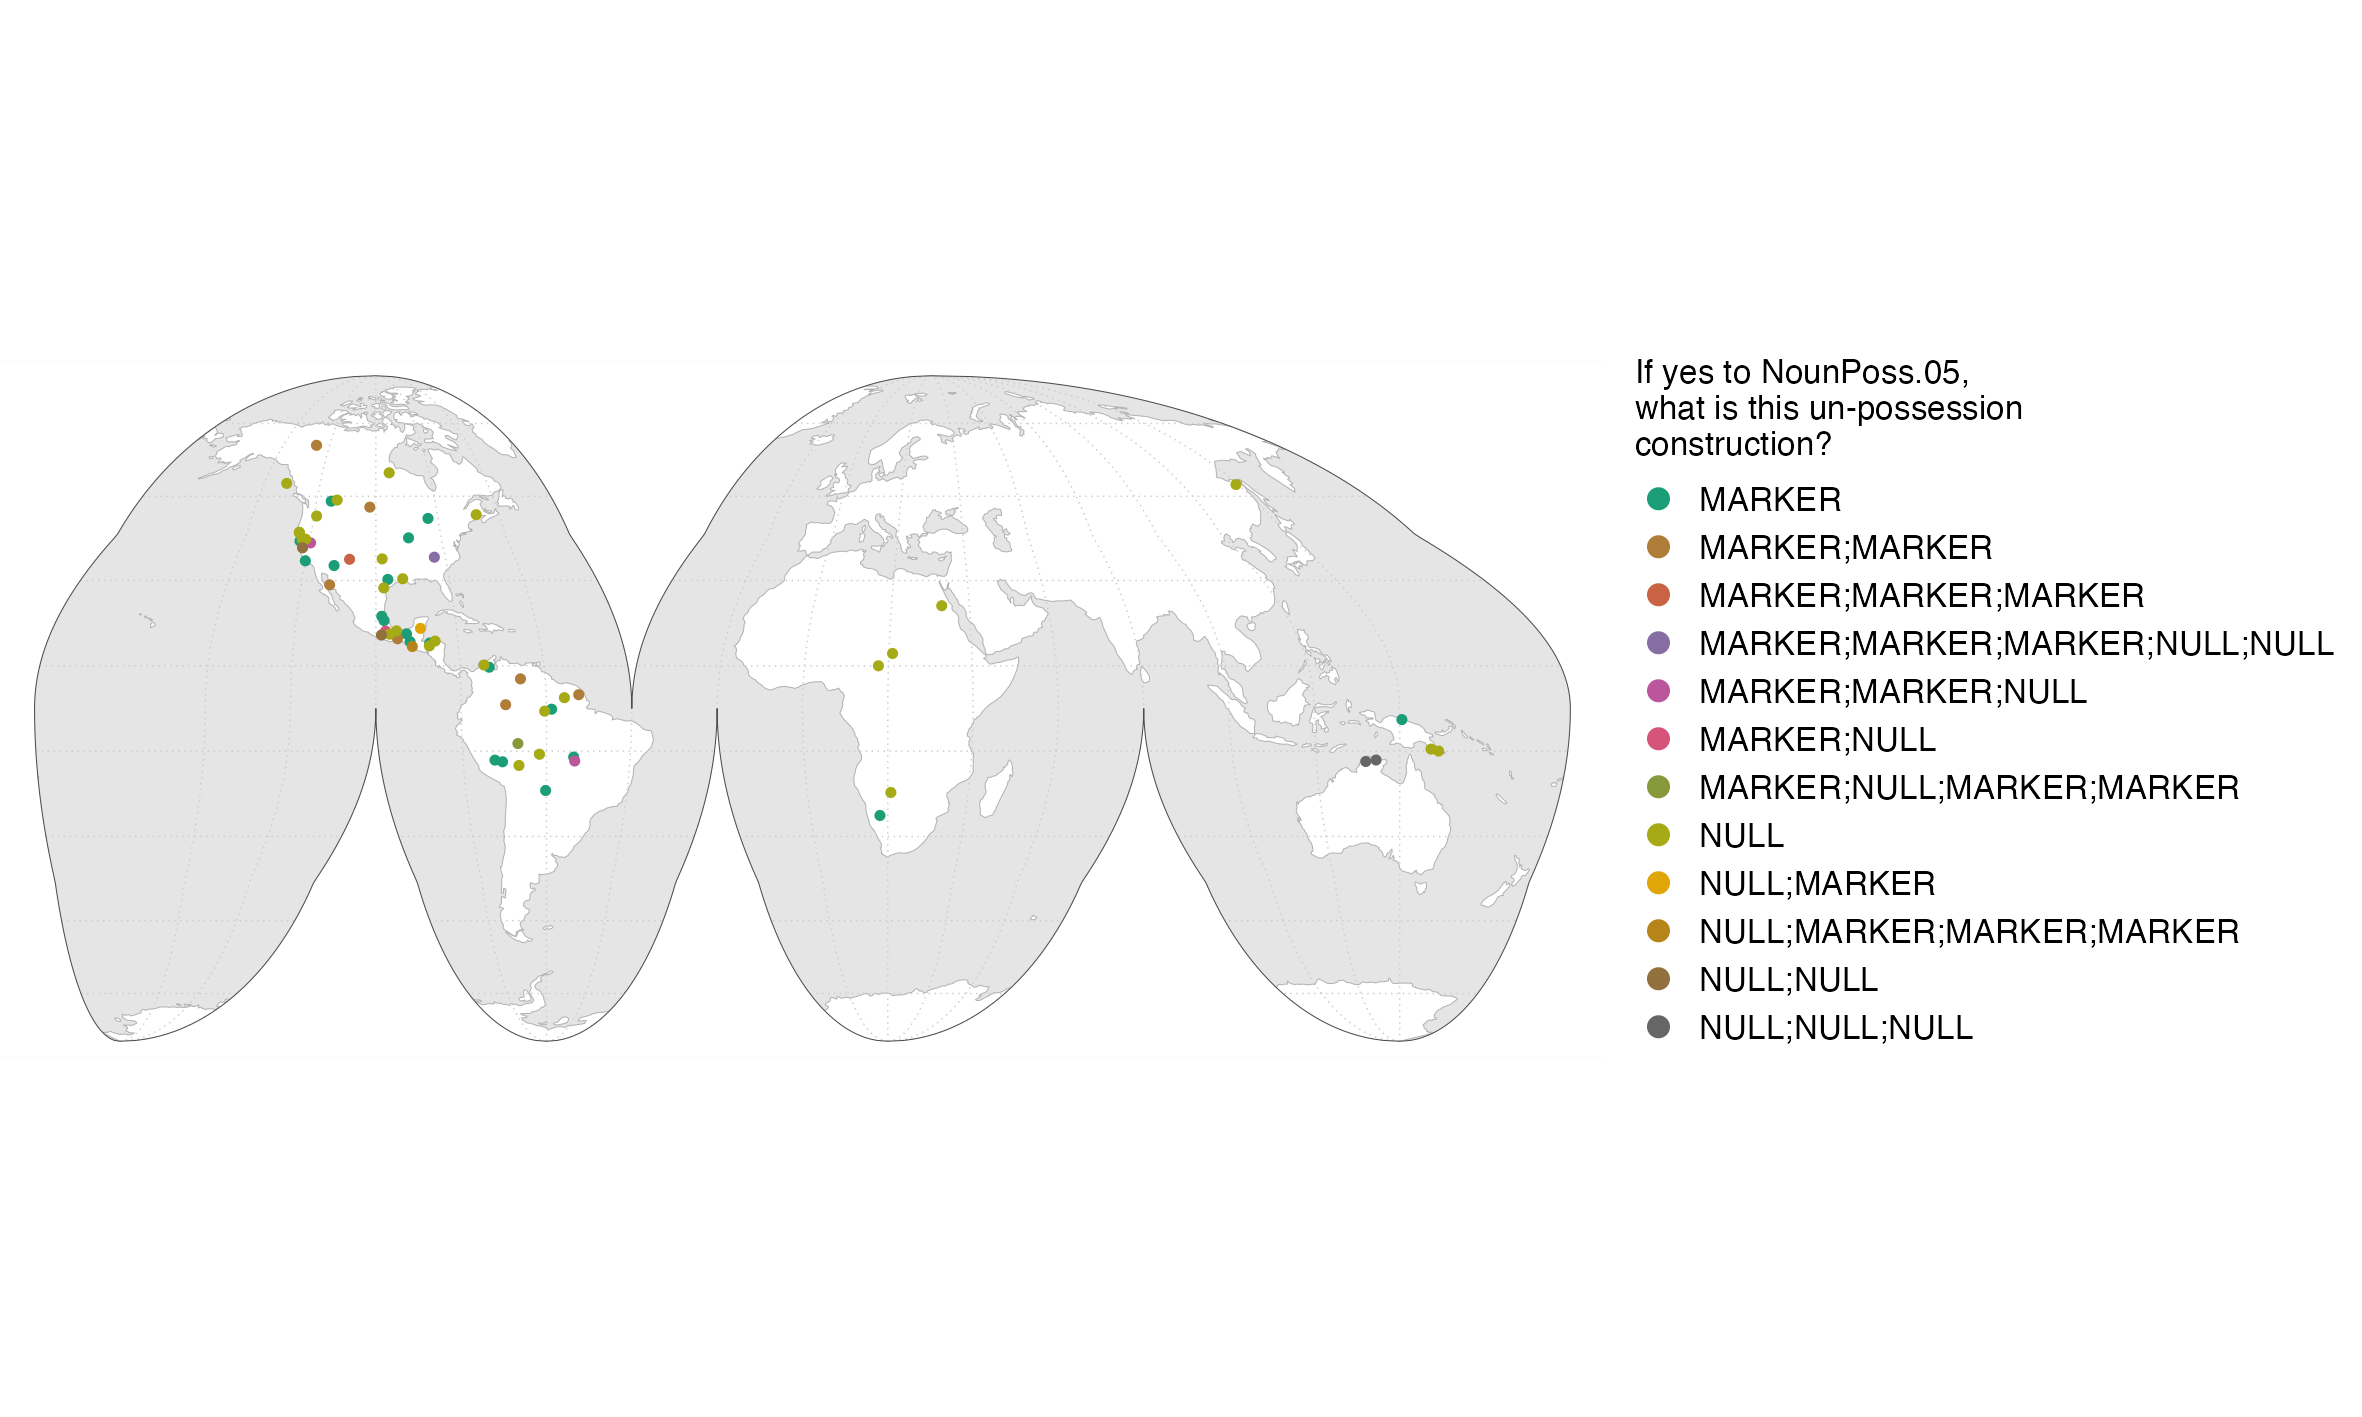 If yes to NounPoss.05,
what is this un-possession
construction?
MARKER
MARKER;MARKER
MARKER;MARKER;MARKER
MARKER;MARKER;MARKER;NULL;NULL
MARKER;MARKER;NULL
MARKER;NULL
MARKER;NULL;MARKER;MARKER
NULL
NULL;MARKER
NULL;MARKER;MARKER;MARKER
NULL;NULL
NULL;NULL;NULL